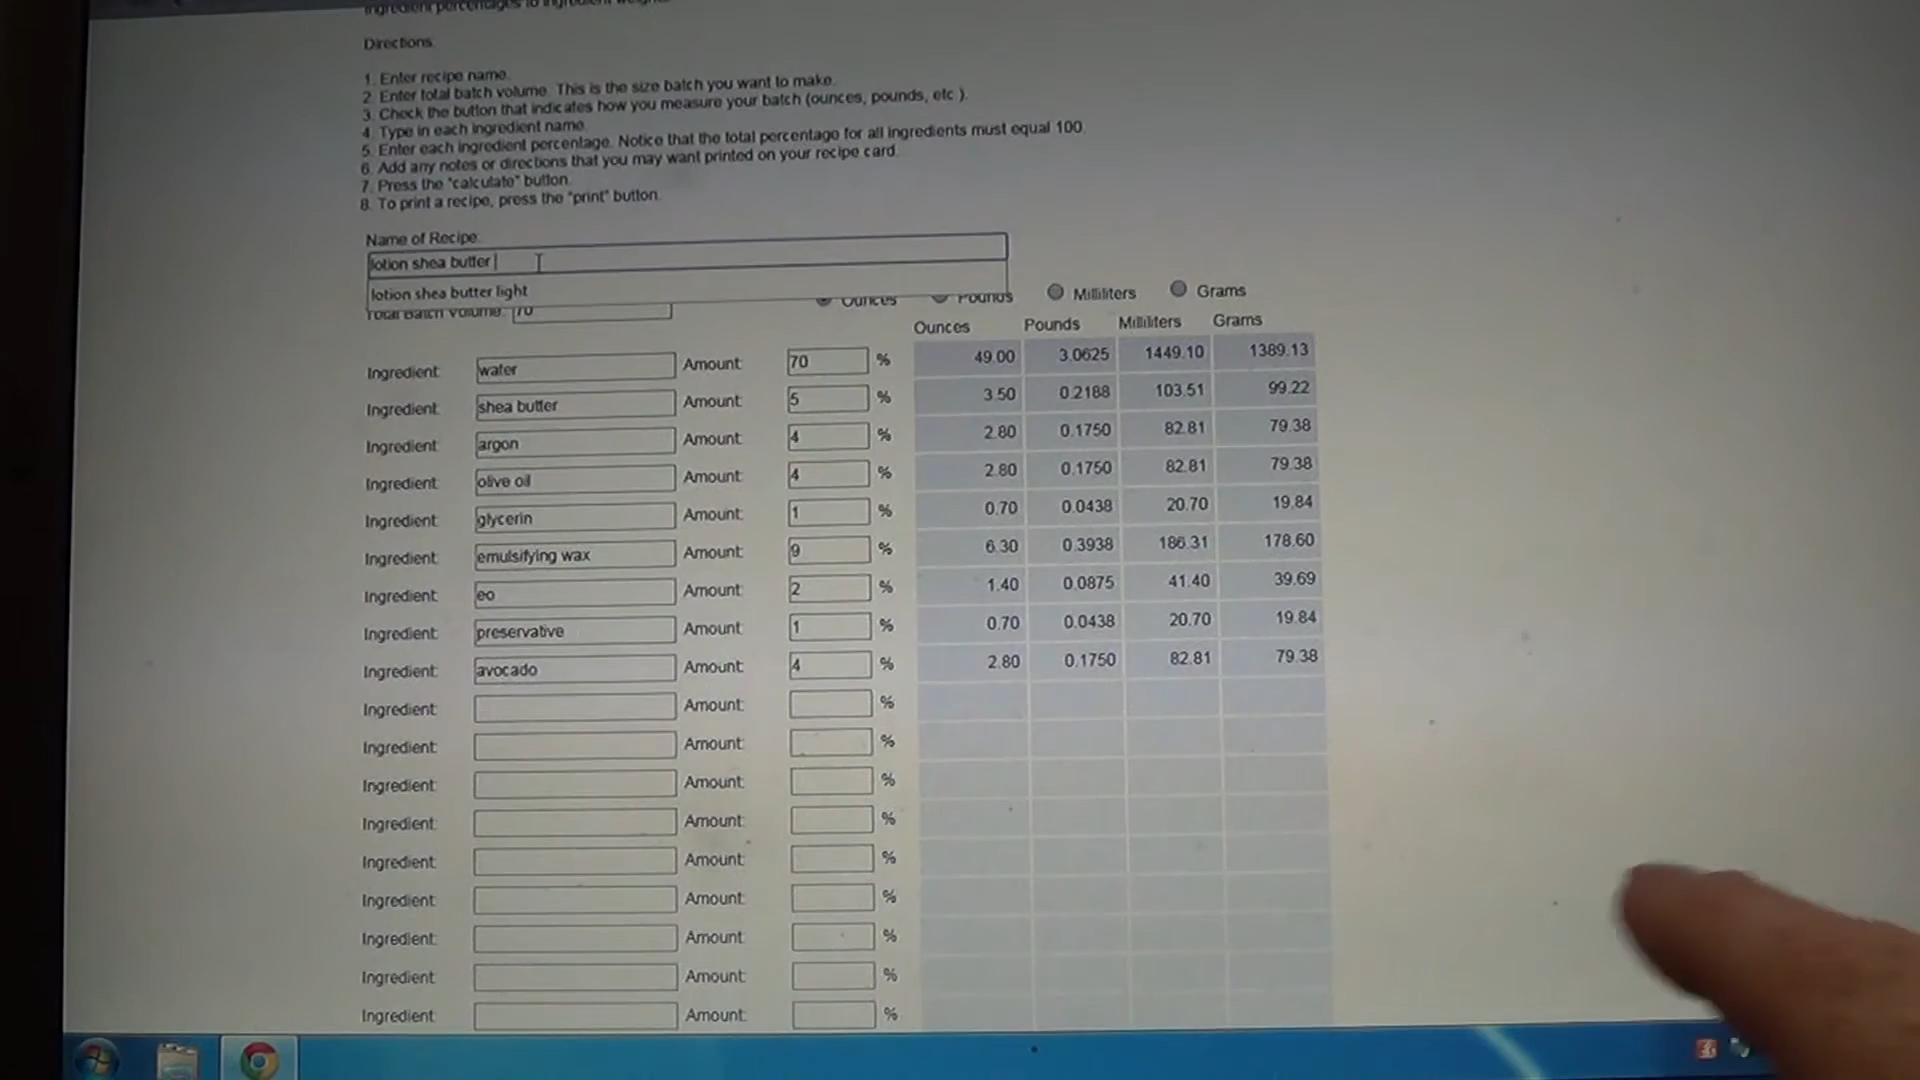 ingredient percentages to ingredient weights
Directions
1. Enter recipe name.
2. Enter total batch volume. This is the size batch you want to make.
3. Check the button that indicates how you measure your batch (ounces, pounds, etc.).
4. Type in each ingredient name.
5. Enter each ingredient percentage. Notice that the total percentage for all ingredients must equal 100.
6. Add any notes or directions that you may want printed on your recipe card.
7. Press the "calculate" button.
8. To print a recipe, press the "print" button.
Name of Recipe:
lotion shea butter
lotion shea butter light
Total Batch Volume: 70 Ounces Pounds Milliliters Grams
Ounces Pounds Milliliters Grams
Ingredient: water Amount: 70 % 49.00 3.0625 1449.10 1389.13
Ingredient: shea butter Amount: 5 % 3.50 0.2188 103.51 99.22
Ingredient: argon Amount: 4 % 2.80 0.1750 82.81 79.38
Ingredient: olive oil Amount: 4 % 2.80 0.1750 82.81 79.38
Ingredient: glycerin Amount: 1 % 0.70 0.0438 20.70 19.84
Ingredient: emulsifying wax Amount: 9 % 6.30 0.3938 186.31 178.60
Ingredient: eo Amount: 2 % 1.40 0.0875 41.40 39.69
Ingredient: preservative Amount: 1 % 0.70 0.0438 20.70 19.84
Ingredient: avocado Amount: 4 % 2.80 0.1750 82.81 79.38
Ingredient: Amount: %
Ingredient: Amount: %
Ingredient: Amount: %
Ingredient: Amount: %
Ingredient: Amount: %
Ingredient: Amount: %
Ingredient: Amount: %
Ingredient: Amount: %
Ingredient: Amount: %